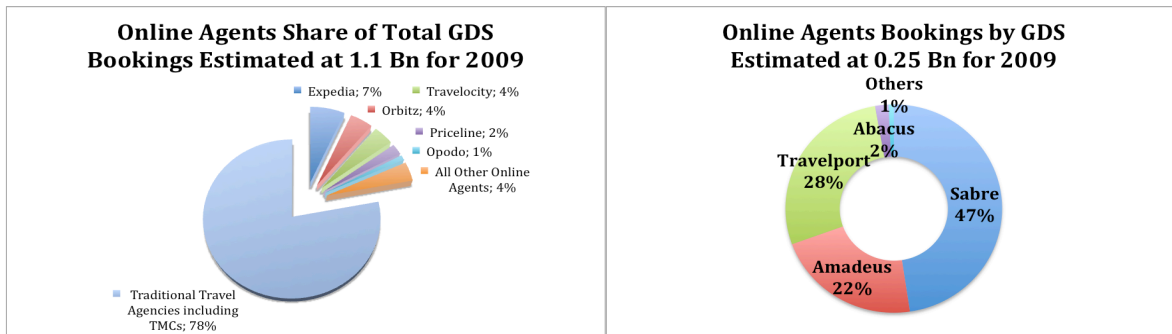 Online Agents Share of Total GDS
Bookings Estimated at 1.1 Bn for 2009
Expedia; 7%
Travelocity; 4%
Orbitz; 4%
Priceline; 2%
Opodo; 1%
All Other Online
Agents; 4%
Traditional Travel
Agencies including
TMCs; 78%
Online Agents Bookings by GDS
Estimated at 0.25 Bn for 2009
Others
1%
Abacus
2%
Travelport
28%
Sabre
47%
Amadeus
22%